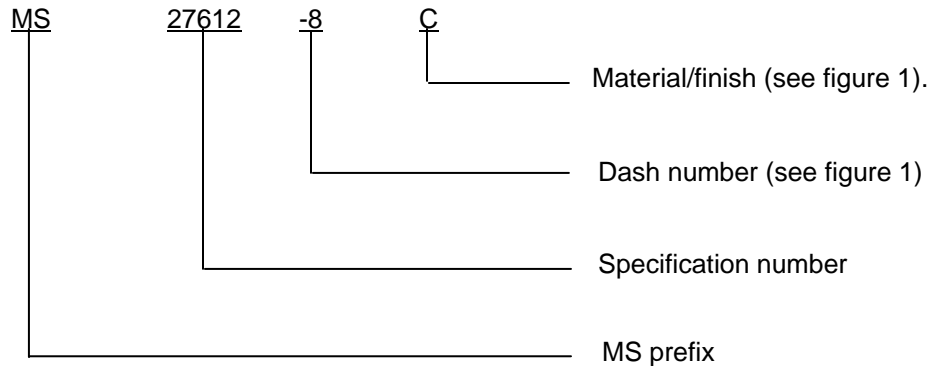 MS 27612 -8 C
Material/finish (see figure 1).
Dash number (see figure 1)
Specification number
MS prefix